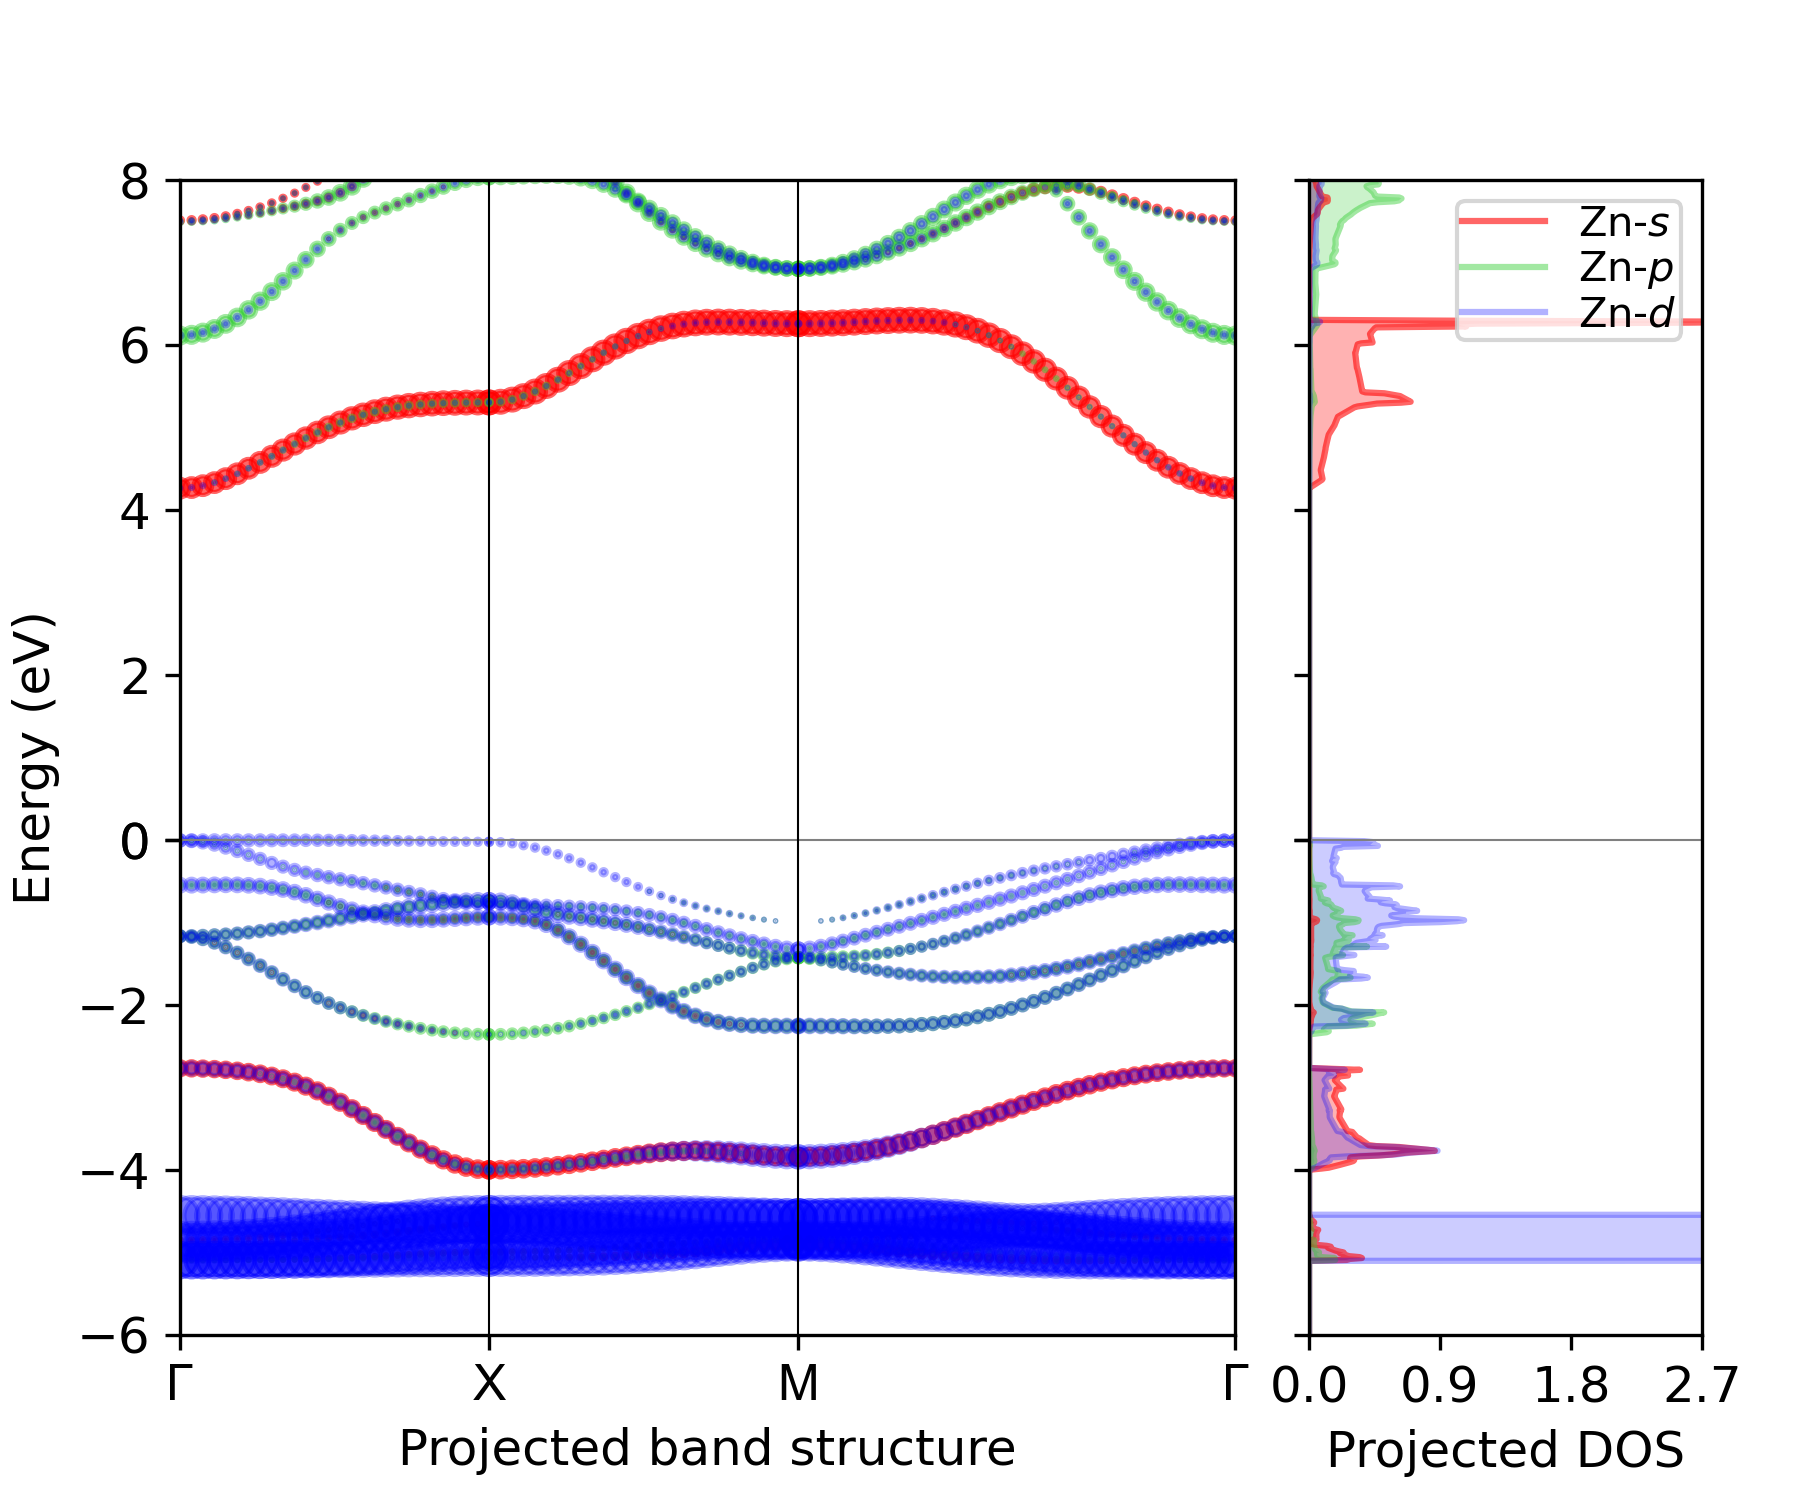 8
6
4
2
0
−2
−4
−6
Energy (eV)
Γ X M Γ
Projected band structure
Zn-s
Zn-p
Zn-d
0.0 0.9 1.8 2.7
Projected DOS